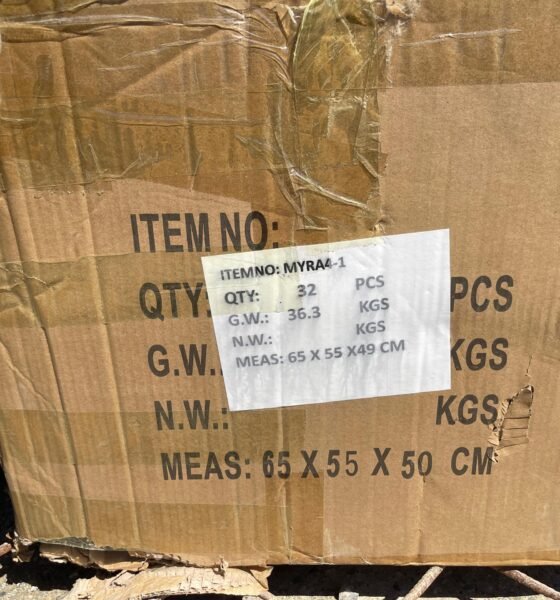 ITEM NO:
ITEMNO: MYRA4-1
QTY: 32 PCS
G.W.: 36.3 KGS
N.W.: KGS
MEAS: 65 X 55 X49 CM
QTY: PCS
G.W.: KGS
N.W.: KGS
MEAS: 65 X 55 X 50 CM